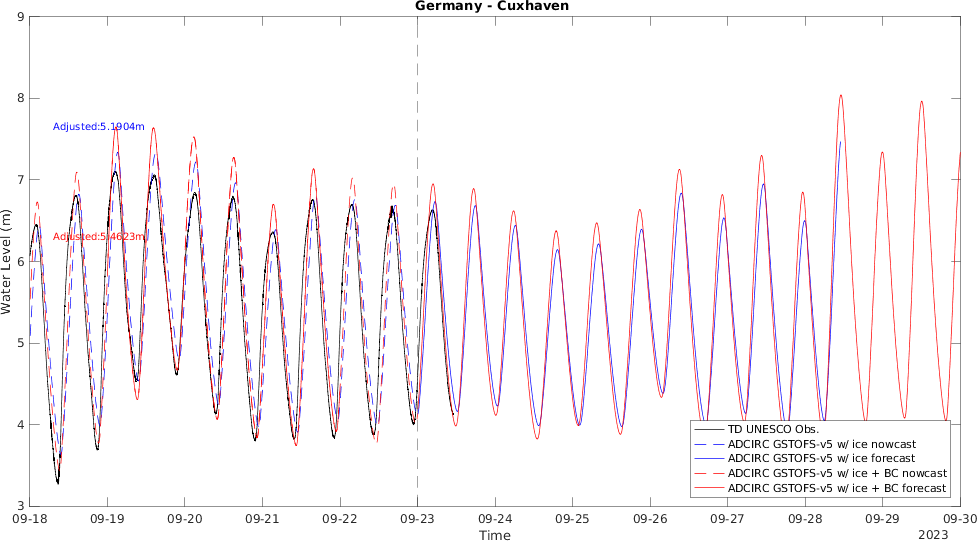 Germany - Cuxhaven
9
8
7
6
5
4
3
Water Level (m)
Adjusted:5.1904m
Adjusted:5.4623m
TD UNESCO Obs.
ADCIRC GSTOFS-v5 w/ ice nowcast
ADCIRC GSTOFS-v5 w/ ice forecast
ADCIRC GSTOFS-v5 w/ ice + BC nowcast
ADCIRC GSTOFS-v5 w/ ice + BC forecast
09-18 09-19 09-20 09-21 09-22 09-23 09-24 09-25 09-26 09-27 09-28 09-29 09-30
Time
2023